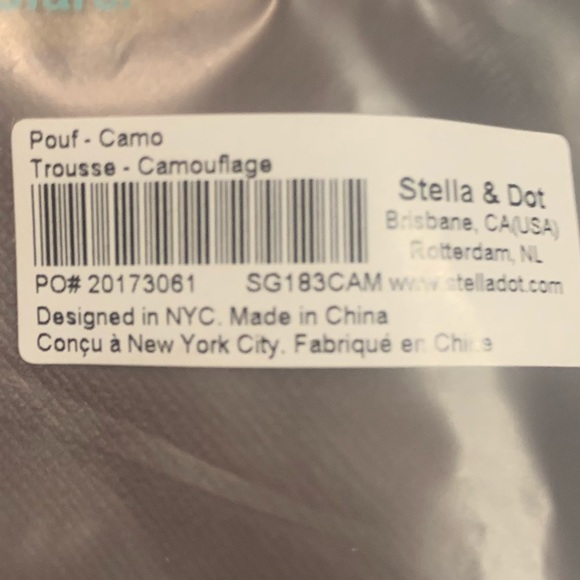 Pouf - Camo
Trousse - Camouflage
Stella & Dot
Brisbane, CA(USA)
Rotterdam, NL
PO# 20173061 SG183CAM www.stelladot.com
Designed in NYC. Made in China
Conçu à New York City. Fabriqué en Chine